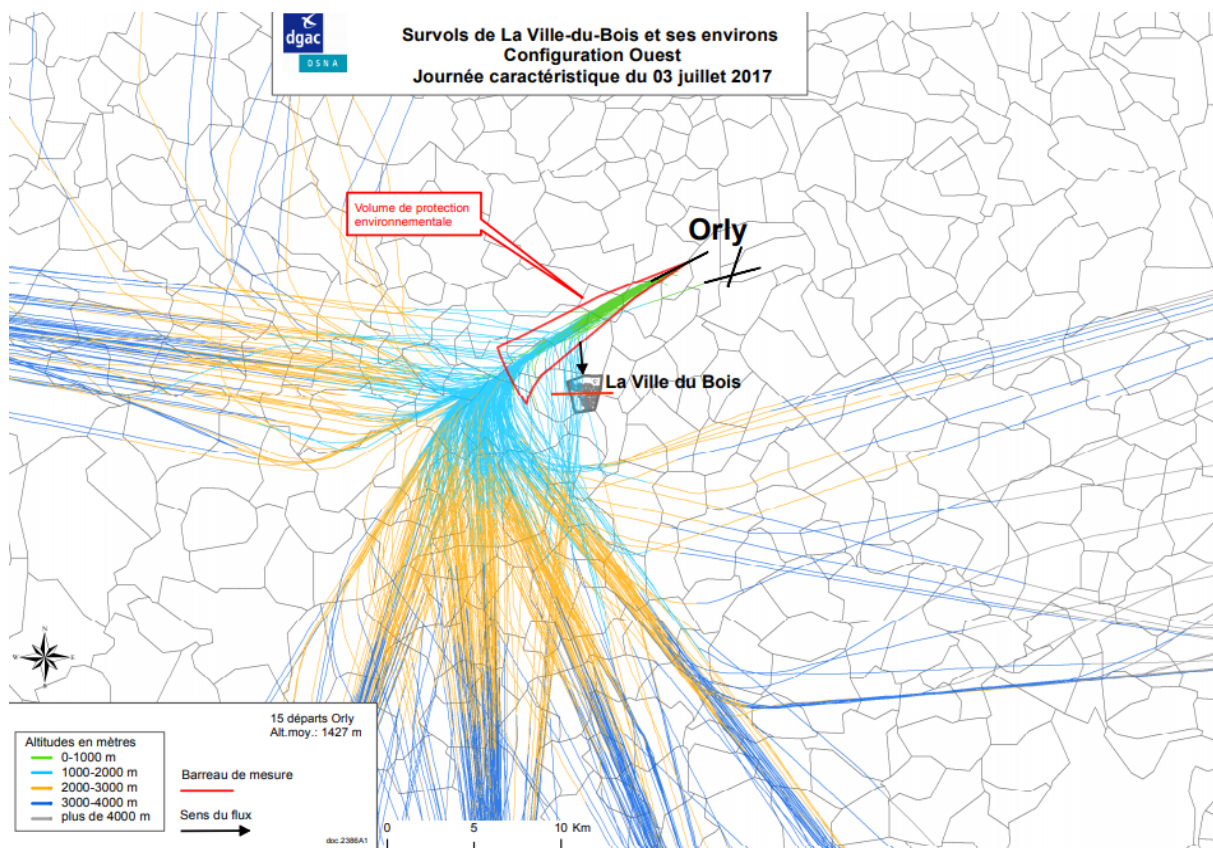 dgac
DSNA
Survols de La Ville-du-Bois et ses environs
Configuration Ouest
Journée caractéristique du 03 juillet 2017
Volume de protection
environnementale
Orly
La Ville du Bois
N
W
E
S
15 départs Orly
Alt.moy.: 1427 m
Altitudes en mètres
0-1000 m
1000-2000 m
2000-3000 m
3000-4000 m
plus de 4000 m
Barreau de mesure
Sens du flux
doc.2386A1
0 5 10 Km